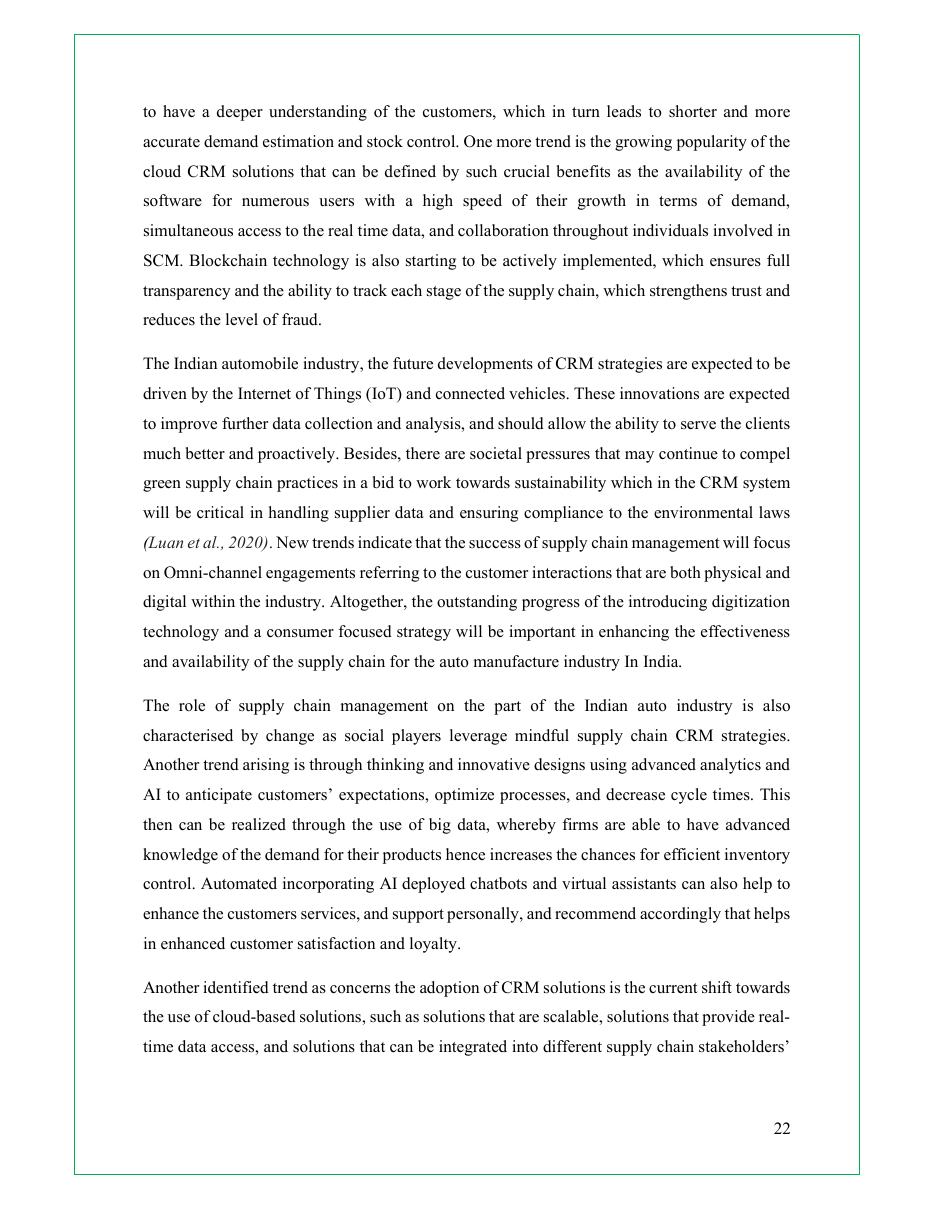 to have a deeper understanding of the customers, which in turn leads to shorter and more
accurate demand estimation and stock control. One more trend is the growing popularity of the
cloud CRM solutions that can be defined by such crucial benefits as the availability of the
software for numerous users with a high speed of their growth in terms of demand,
simultaneous access to the real time data, and collaboration throughout individuals involved in
SCM. Blockchain technology is also starting to be actively implemented, which ensures full
transparency and the ability to track each stage of the supply chain, which strengthens trust and
reduces the level of fraud.
The Indian automobile industry, the future developments of CRM strategies are expected to be
driven by the Internet of Things (IoT) and connected vehicles. These innovations are expected
to improve further data collection and analysis, and should allow the ability to serve the clients
much better and proactively. Besides, there are societal pressures that may continue to compel
green supply chain practices in a bid to work towards sustainability which in the CRM system
will be critical in handling supplier data and ensuring compliance to the environmental laws
(Luan et al., 2020). New trends indicate that the success of supply chain management will focus
on Omni-channel engagements referring to the customer interactions that are both physical and
digital within the industry. Altogether, the outstanding progress of the introducing digitization
technology and a consumer focused strategy will be important in enhancing the effectiveness
and availability of the supply chain for the auto manufacture industry In India.
The role of supply chain management on the part of the Indian auto industry is also
characterised by change as social players leverage mindful supply chain CRM strategies.
Another trend arising is through thinking and innovative designs using advanced analytics and
AI to anticipate customers’ expectations, optimize processes, and decrease cycle times. This
then can be realized through the use of big data, whereby firms are able to have advanced
knowledge of the demand for their products hence increases the chances for efficient inventory
control. Automated incorporating AI deployed chatbots and virtual assistants can also help to
enhance the customers services, and support personally, and recommend accordingly that helps
in enhanced customer satisfaction and loyalty.
Another identified trend as concerns the adoption of CRM solutions is the current shift towards
the use of cloud-based solutions, such as solutions that are scalable, solutions that provide real-
time data access, and solutions that can be integrated into different supply chain stakeholders’
22